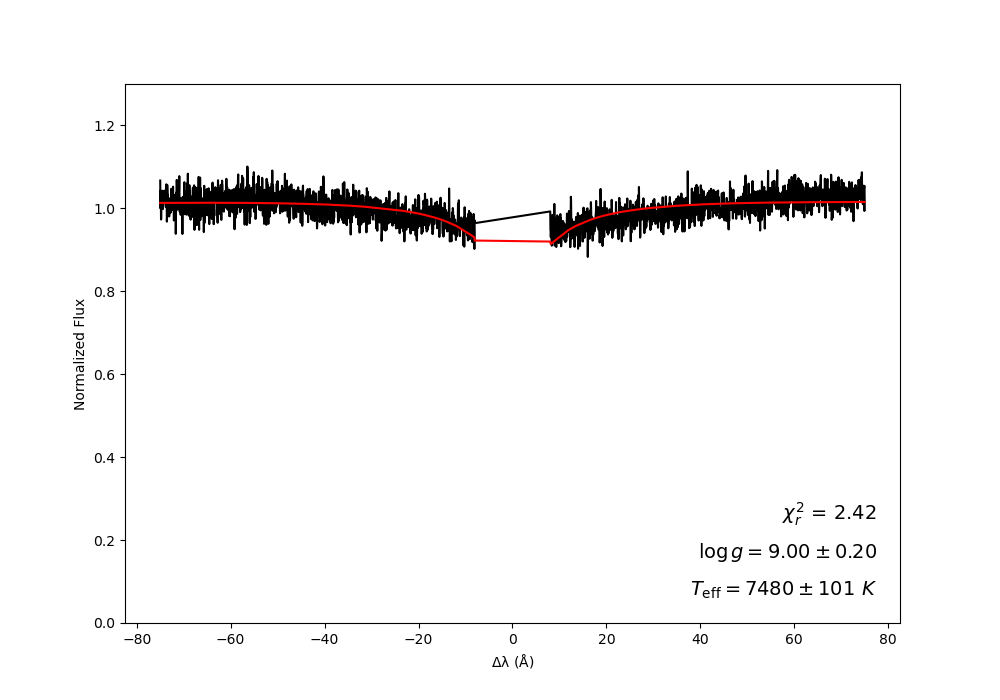 1.2
1.0
0.8
0.6
0.4
0.2
0.0
Normalized Flux
χ²ᵣ = 2.42
log g = 9.00 ± 0.20
T_eff = 7480 ± 101 K
−80 −60 −40 −20 0 20 40 60 80
Δλ (Å)